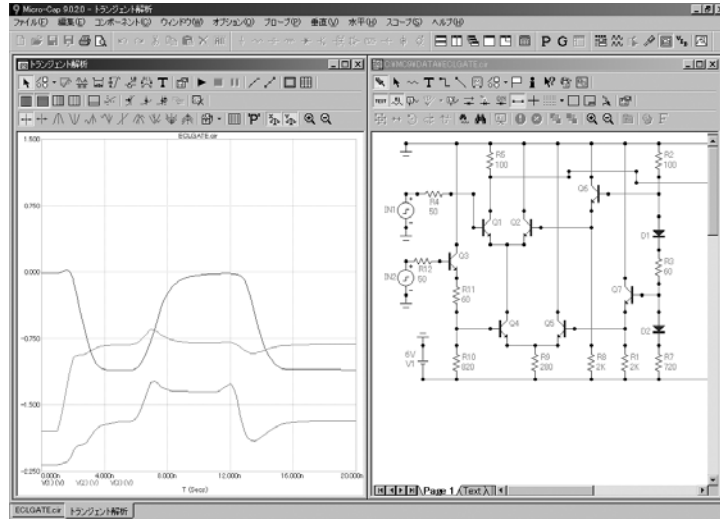 Micro-Cap 9.0.2.0 - トランジェント解析
ファイル(F) 編集(E) コンポーネント(C) ウィンドウ(W) オプション(O) プローブ(P) 垂直(V) 水平(H) スコープ(S) ヘルプ(H)
トランジェント解析
ECLGATE.cir
1.500
0.750
0.000
-0.750
-1.500
-2.250
0.000n 4.000n 8.000n 12.000n 16.000n 20.000n
T (Secs)
C:\MC9\DATA\ECLGATE.cir
R5
100
R2
100
Q6
IN1
R4
50
Q1
Q2
D1
Q3
IN2
R12
50
R3
60
R11
60
Q7
Q4
Q5
D2
6V
V1
R10
820
R9
280
R8
2K
R1
2K
R7
720
Page 1 Text
ECLGATE.cir トランジェント解析